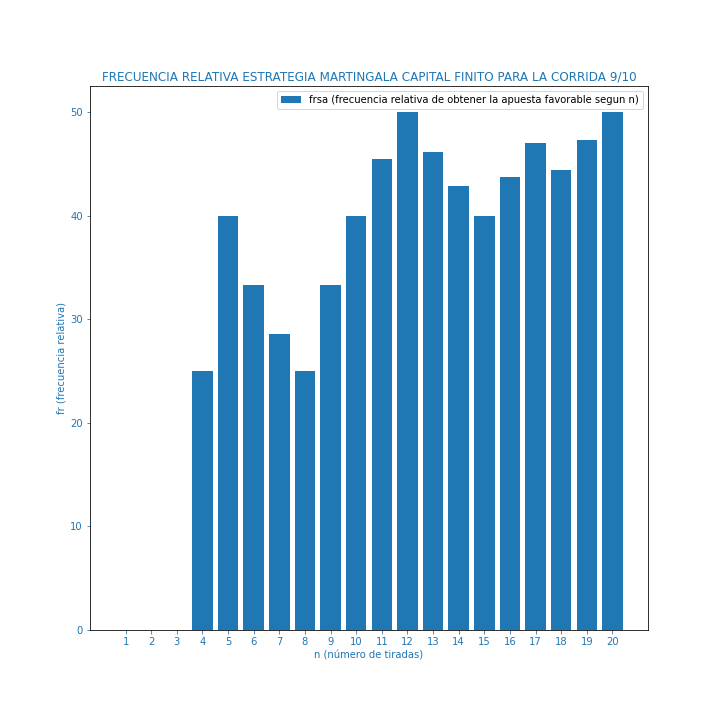 FRECUENCIA RELATIVA ESTRATEGIA MARTINGALA CAPITAL FINITO PARA LA CORRIDA 9/10
frsa (frecuencia relativa de obtener la apuesta favorable segun n)
50
40
30
20
10
0
fr (frecuencia relativa)
1 2 3 4 5 6 7 8 9 10 11 12 13 14 15 16 17 18 19 20
n (número de tiradas)